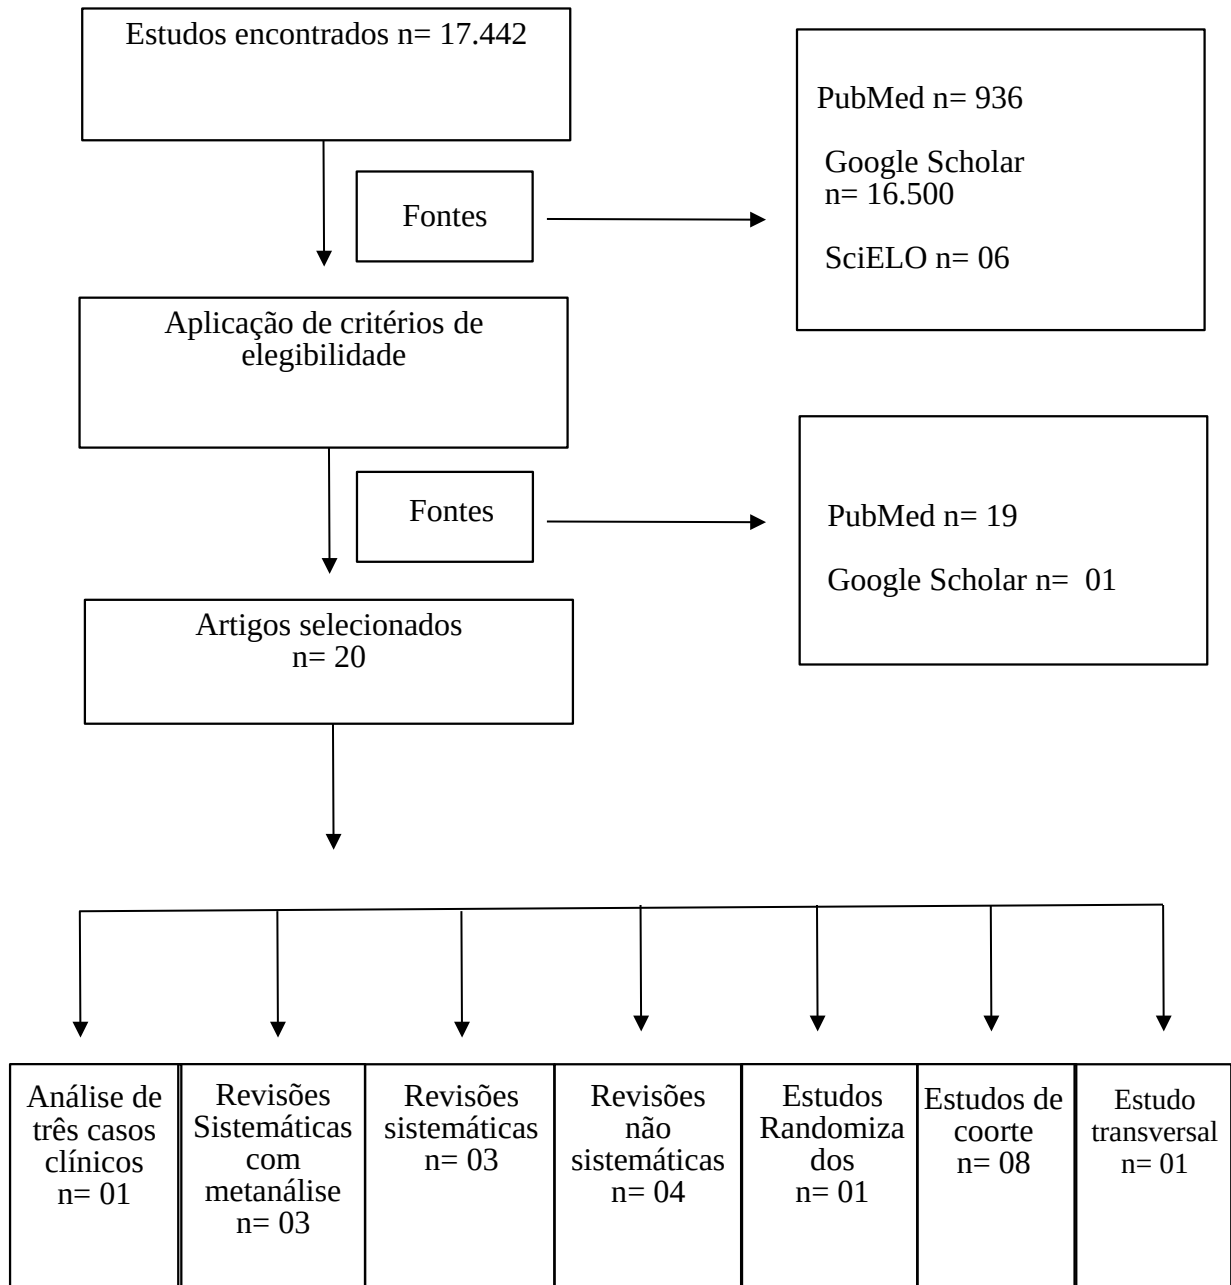 Estudos encontrados n= 17.442
PubMed n= 936
Google Scholar
n= 16.500
SciELO n= 06
Fontes
Aplicação de critérios de
elegibilidade
Fontes
PubMed n= 19
Google Scholar n= 01
Artigos selecionados
n= 20
Análise de
três casos
clínicos
n= 01
Revisões
Sistemáticas
com
metanálise
n= 03
Revisões
sistemáticas
n= 03
Revisões
não
sistemáticas
n= 04
Estudos
Randomiza
dos
n= 01
Estudos de
coorte
n= 08
Estudo
transversal
n= 01